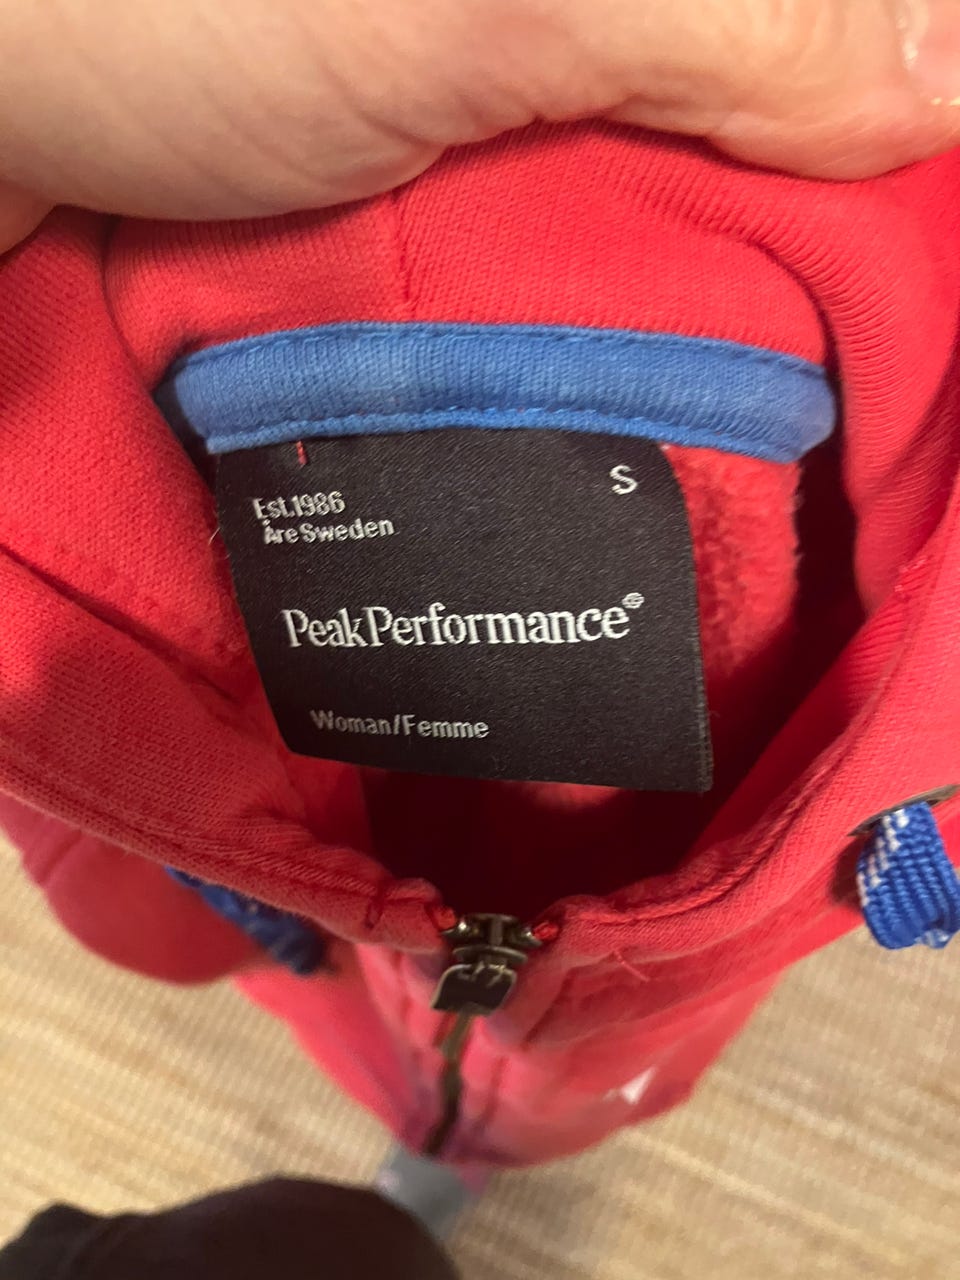 S
Est.1986
Åre Sweden
PeakPerformance®
Woman/Femme